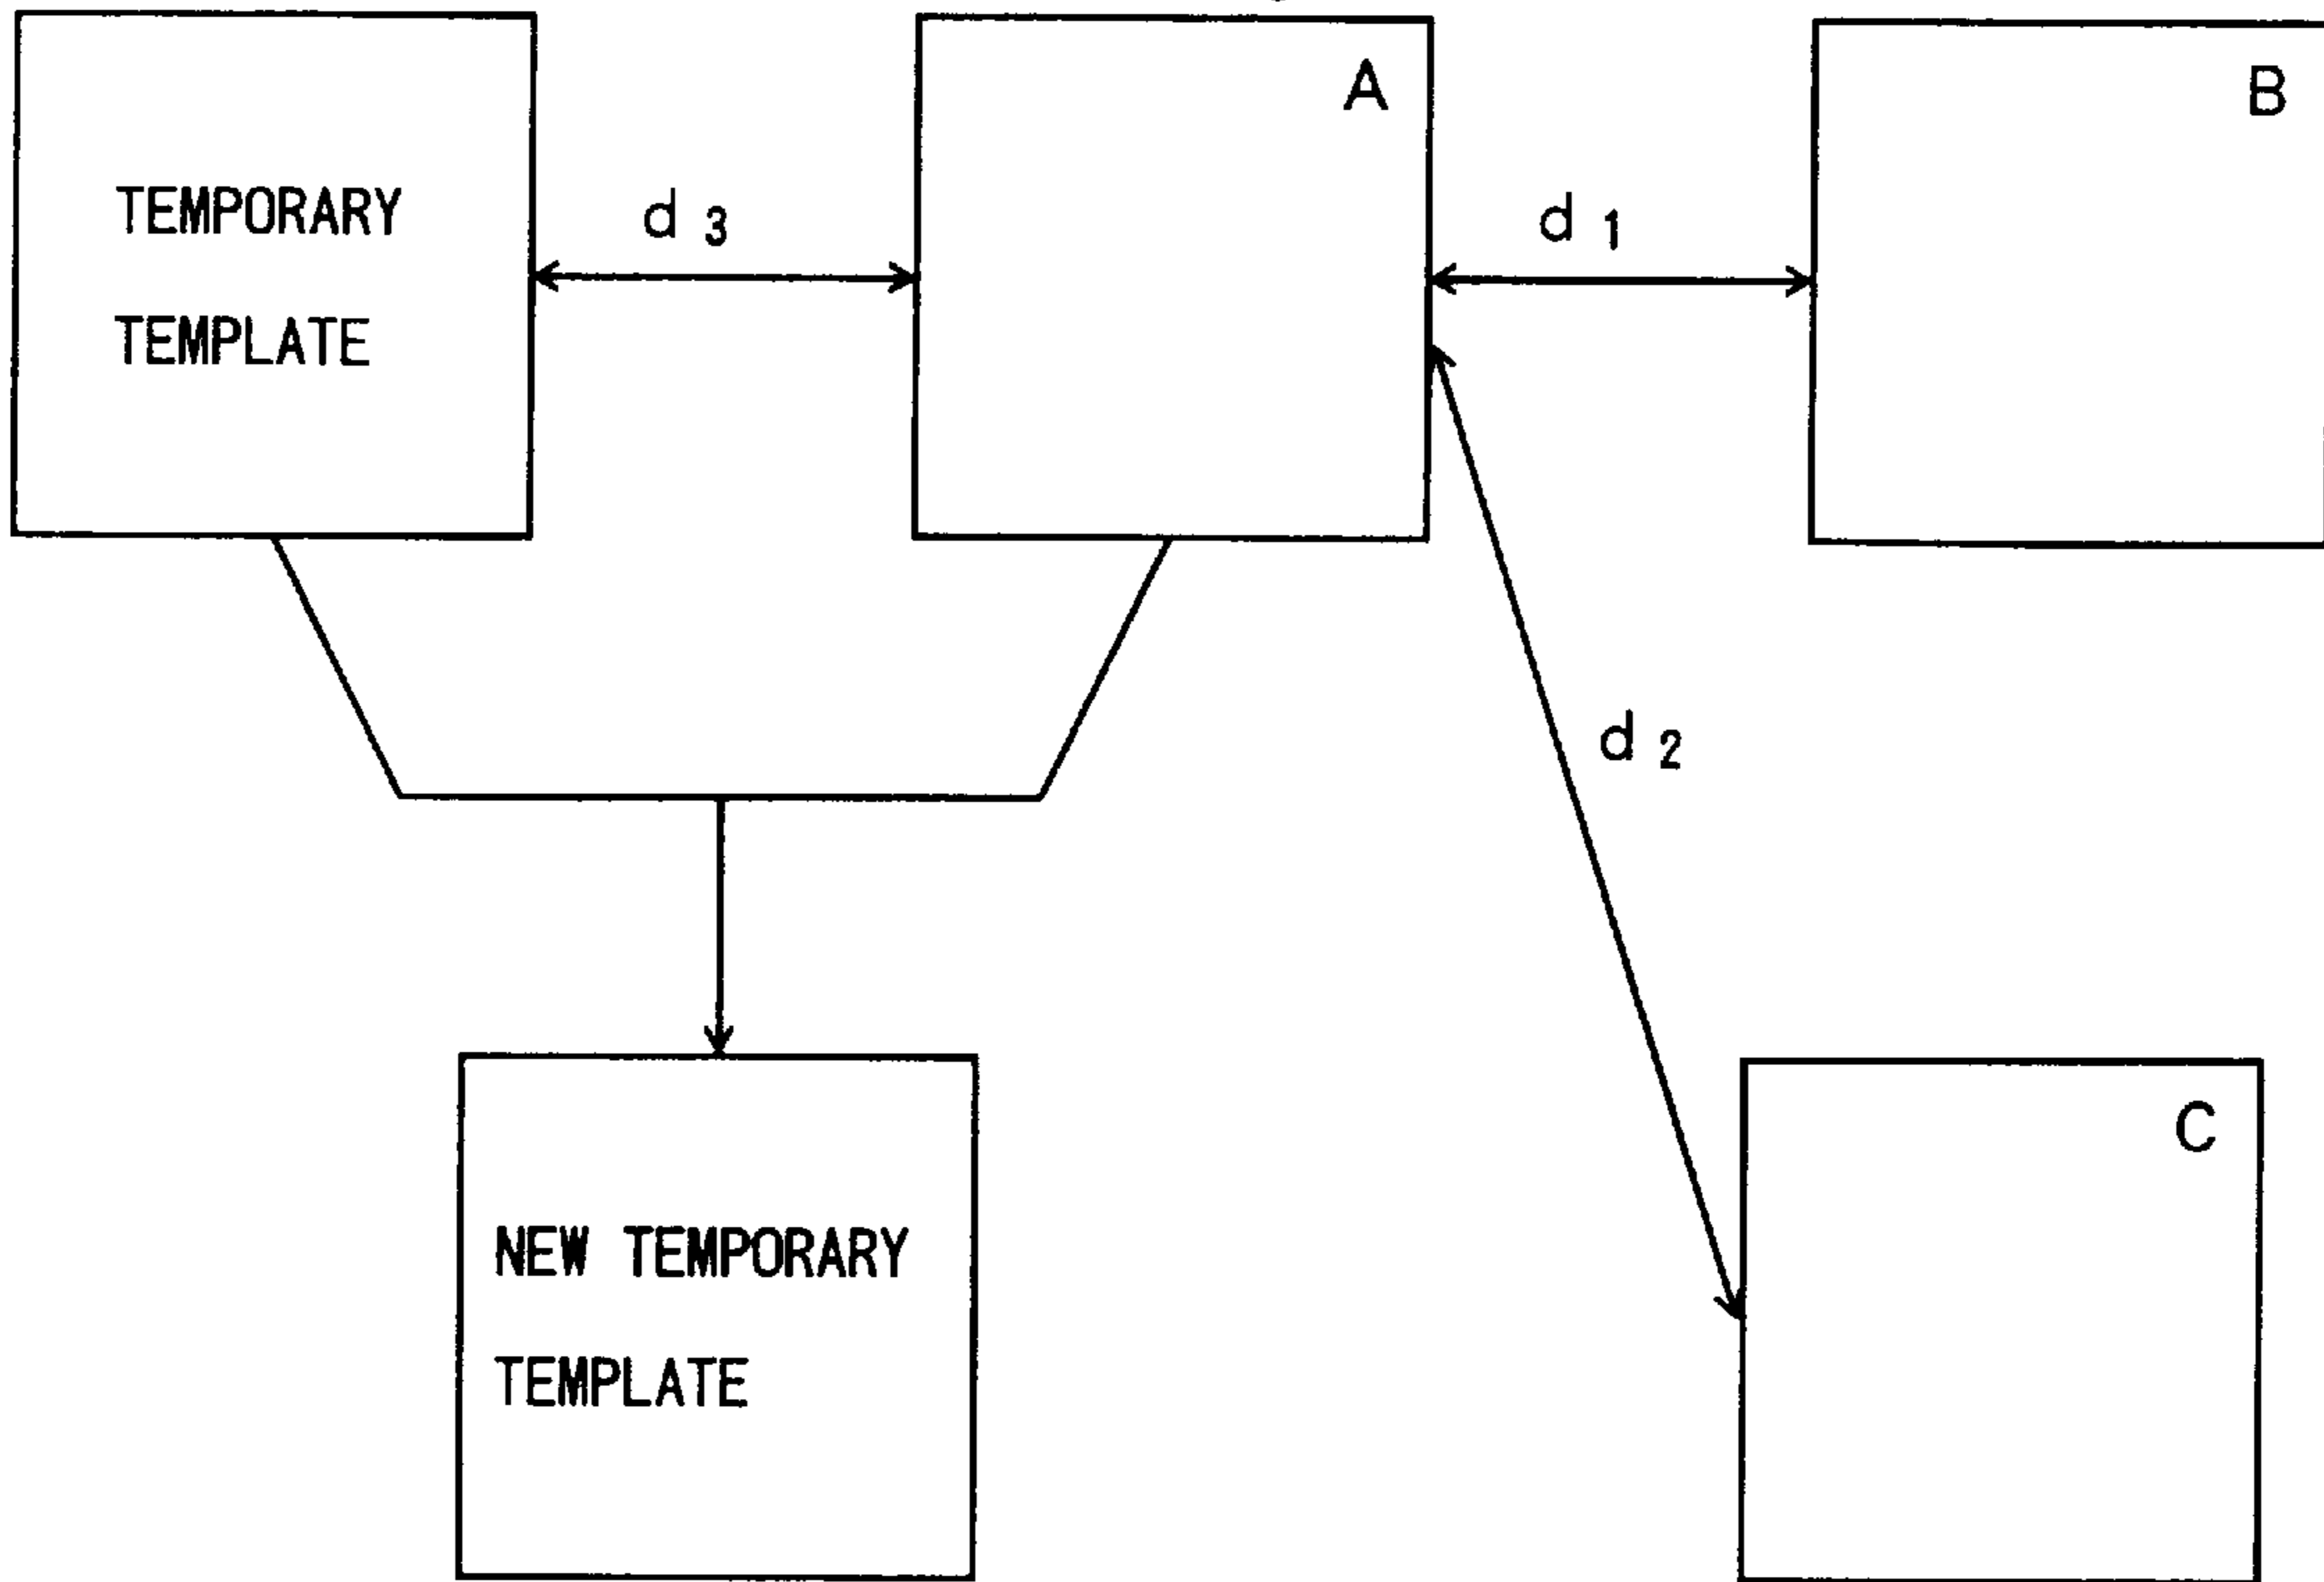 A
B
TEMPORARY
TEMPLATE
d 3
d 1
d 2
C
NEW TEMPORARY
TEMPLATE